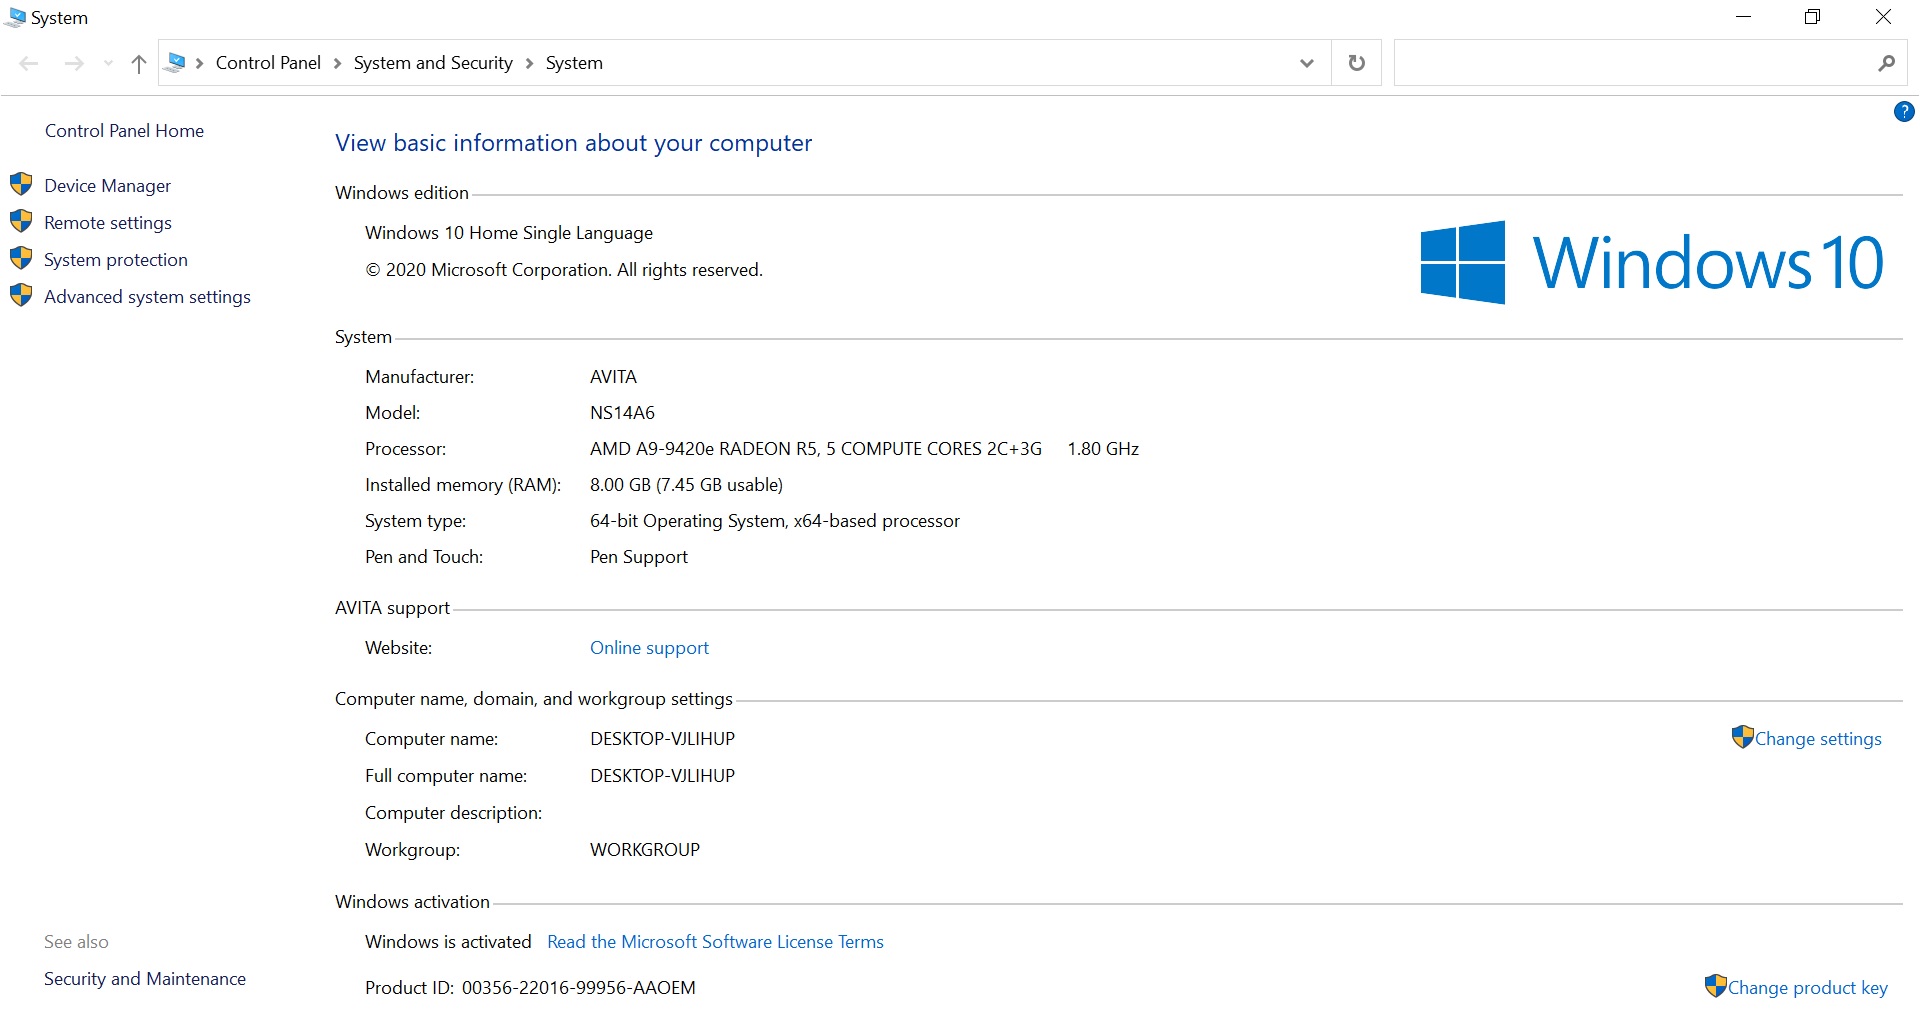 System
Control Panel System and Security System
Control Panel Home
Device Manager
Remote settings
System protection
Advanced system settings
See also
Security and Maintenance
?
View basic information about your computer
Windows edition
Windows 10 Home Single Language
© 2020 Microsoft Corporation. All rights reserved.
Windows 10
System
Manufacturer: AVITA
Model: NS14A6
Processor: AMD A9-9420e RADEON R5, 5 COMPUTE CORES 2C+3G 1.80 GHz
Installed memory (RAM): 8.00 GB (7.45 GB usable)
System type: 64-bit Operating System, x64-based processor
Pen and Touch: Pen Support
AVITA support
Website: Online support
Computer name, domain, and workgroup settings
Computer name: DESKTOP-VJLIHUP Change settings
Full computer name: DESKTOP-VJLIHUP
Computer description:
Workgroup: WORKGROUP
Windows activation
Windows is activated Read the Microsoft Software License Terms
Product ID: 00356-22016-99956-AAOEM Change product key